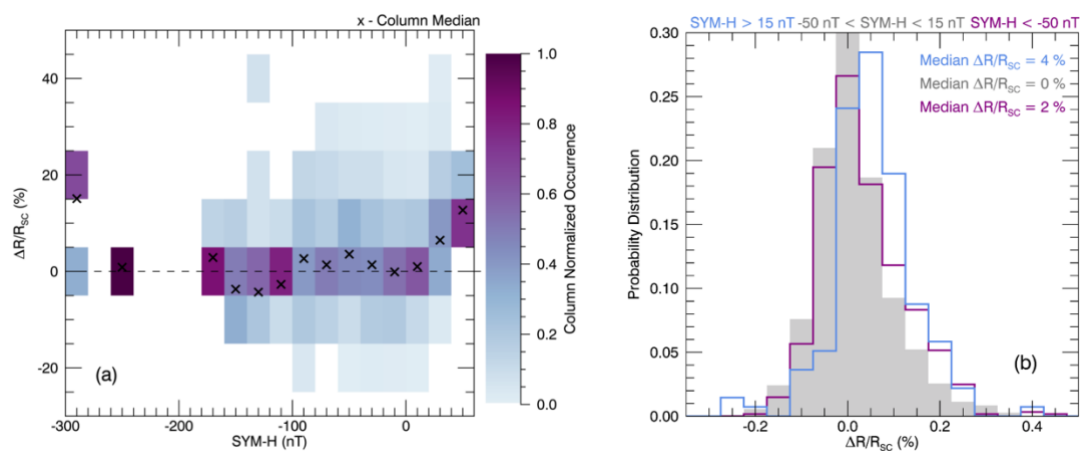 x - Column Median
40
20
0
-20
ΔR/R_SC (%)
(a)
-300
-200
-100
0
SYM-H (nT)
1.0
0.8
0.6
0.4
0.2
0.0
Column Normalized Occurrence
SYM-H > 15 nT -50 nT < SYM-H < 15 nT SYM-H < -50 nT
0.30
0.25
0.20
0.15
0.10
0.05
0.00
Probability Distribution
Median ΔR/R_SC = 4 %
Median ΔR/R_SC = 0 %
Median ΔR/R_SC = 2 %
(b)
-0.2
0.0
0.2
0.4
ΔR/R_SC (%)